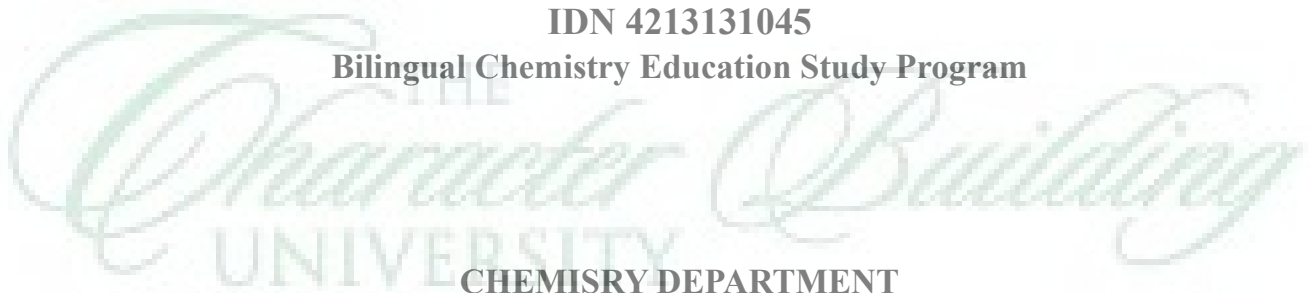 IDN 4213131045
Bilingual Chemistry Education Study Program
THE
Character Building
UNIVERSITY
CHEMISRY DEPARTMENT